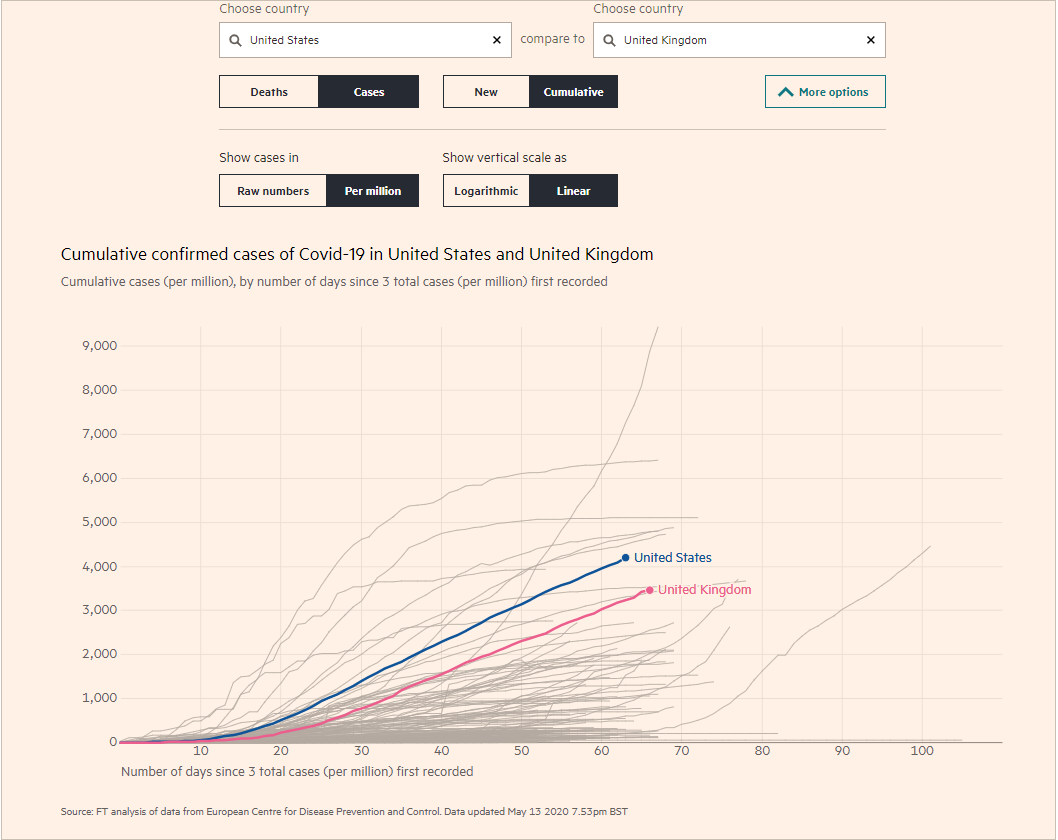 Choose country Choose country
United States × compare to United Kingdom ×
Deaths Cases New Cumulative More options
Show cases in Show vertical scale as
Raw numbers Per million Logarithmic Linear
Cumulative confirmed cases of Covid-19 in United States and United Kingdom
Cumulative cases (per million), by number of days since 3 total cases (per million) first recorded
9,000
8,000
7,000
6,000
5,000
4,000
3,000
2,000
1,000
0
United States
United Kingdom
10 20 30 40 50 60 70 80 90 100
Number of days since 3 total cases (per million) first recorded
Source: FT analysis of data from European Centre for Disease Prevention and Control. Data updated May 13 2020 7.53pm BST